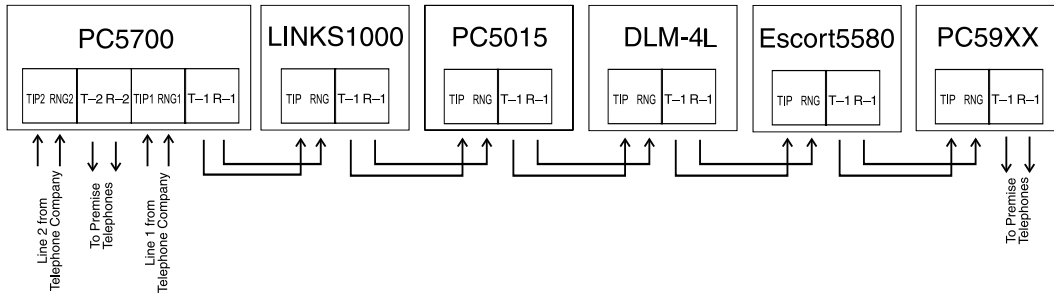 PC5700
LINKS1000
PC5015
DLM-4L
Escort5580
PC59XX
TIP2 RNG2 T–2 R–2 TIP1 RNG1 T–1 R–1
TIP RNG T–1 R–1
TIP RNG T–1 R–1
TIP RNG T–1 R–1
TIP RNG T–1 R–1
TIP RNG T–1 R–1
Line 2 from
Telephone Company
To Premise
Telephones
Line 1 from
Telephone Company
To Premise
Telephones